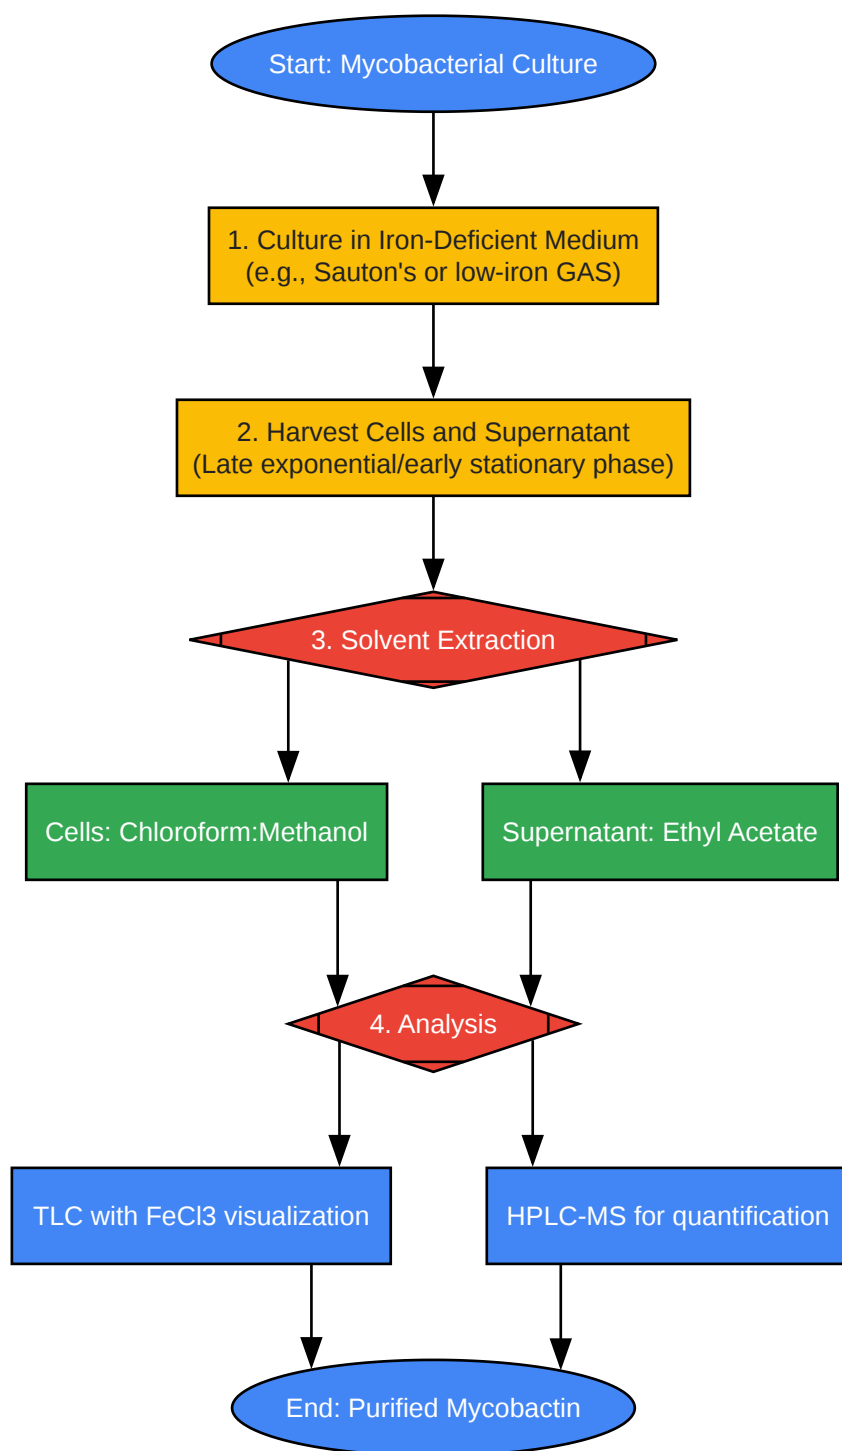 Start: Mycobacterial Culture
1. Culture in Iron-Deficient Medium
(e.g., Sauton's or low-iron GAS)
2. Harvest Cells and Supernatant
(Late exponential/early stationary phase)
3. Solvent Extraction
Cells: Chloroform:Methanol
Supernatant: Ethyl Acetate
4. Analysis
TLC with FeCl3 visualization
HPLC-MS for quantification
End: Purified Mycobactin